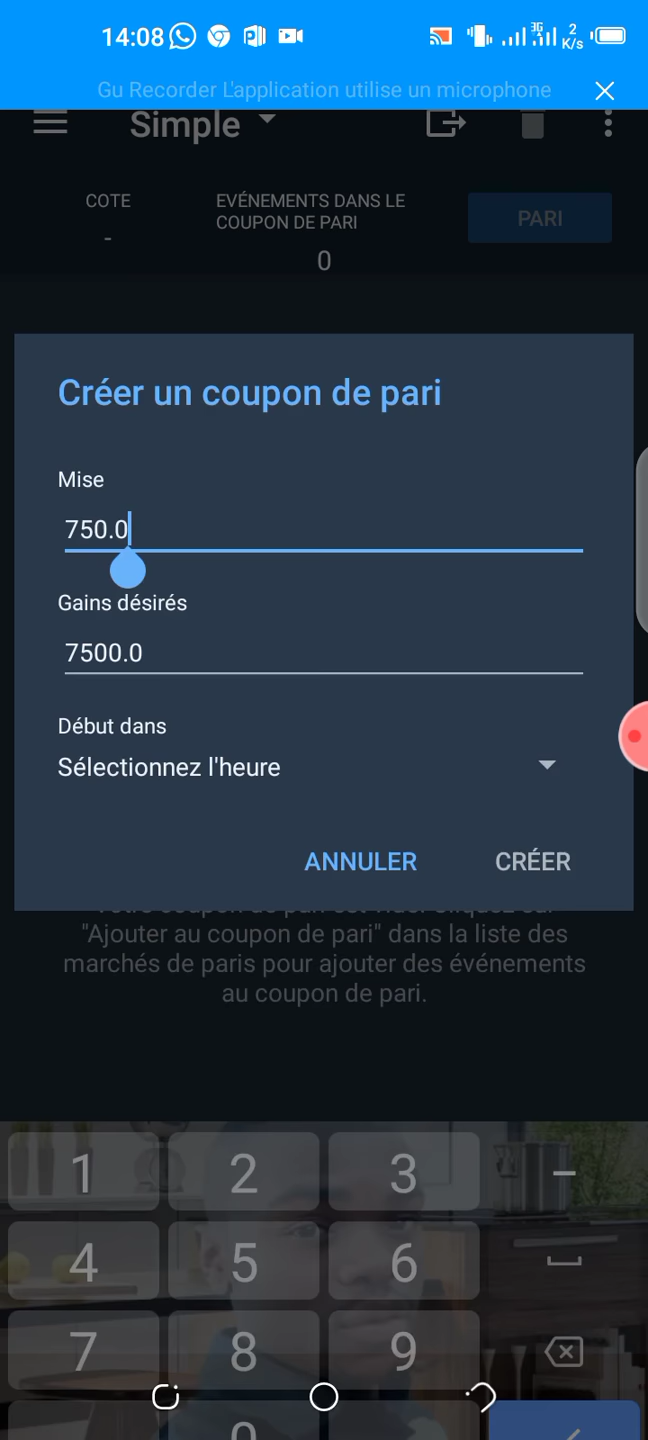 14:08
3G
2
K/s
Gu Recorder L'application utilise un microphone
Simple
COTE
EVÉNEMENTS DANS LE
COUPON DE PARI
PARI
-
0
Créer un coupon de pari
Mise
750.0
Gains désirés
7500.0
Début dans
Sélectionnez l'heure
ANNULER CRÉER
"Ajouter au coupon de pari" dans la liste des
marchés de paris pour ajouter des événements
au coupon de pari.
1 2 3 –
4 5 6
7 8 9
0